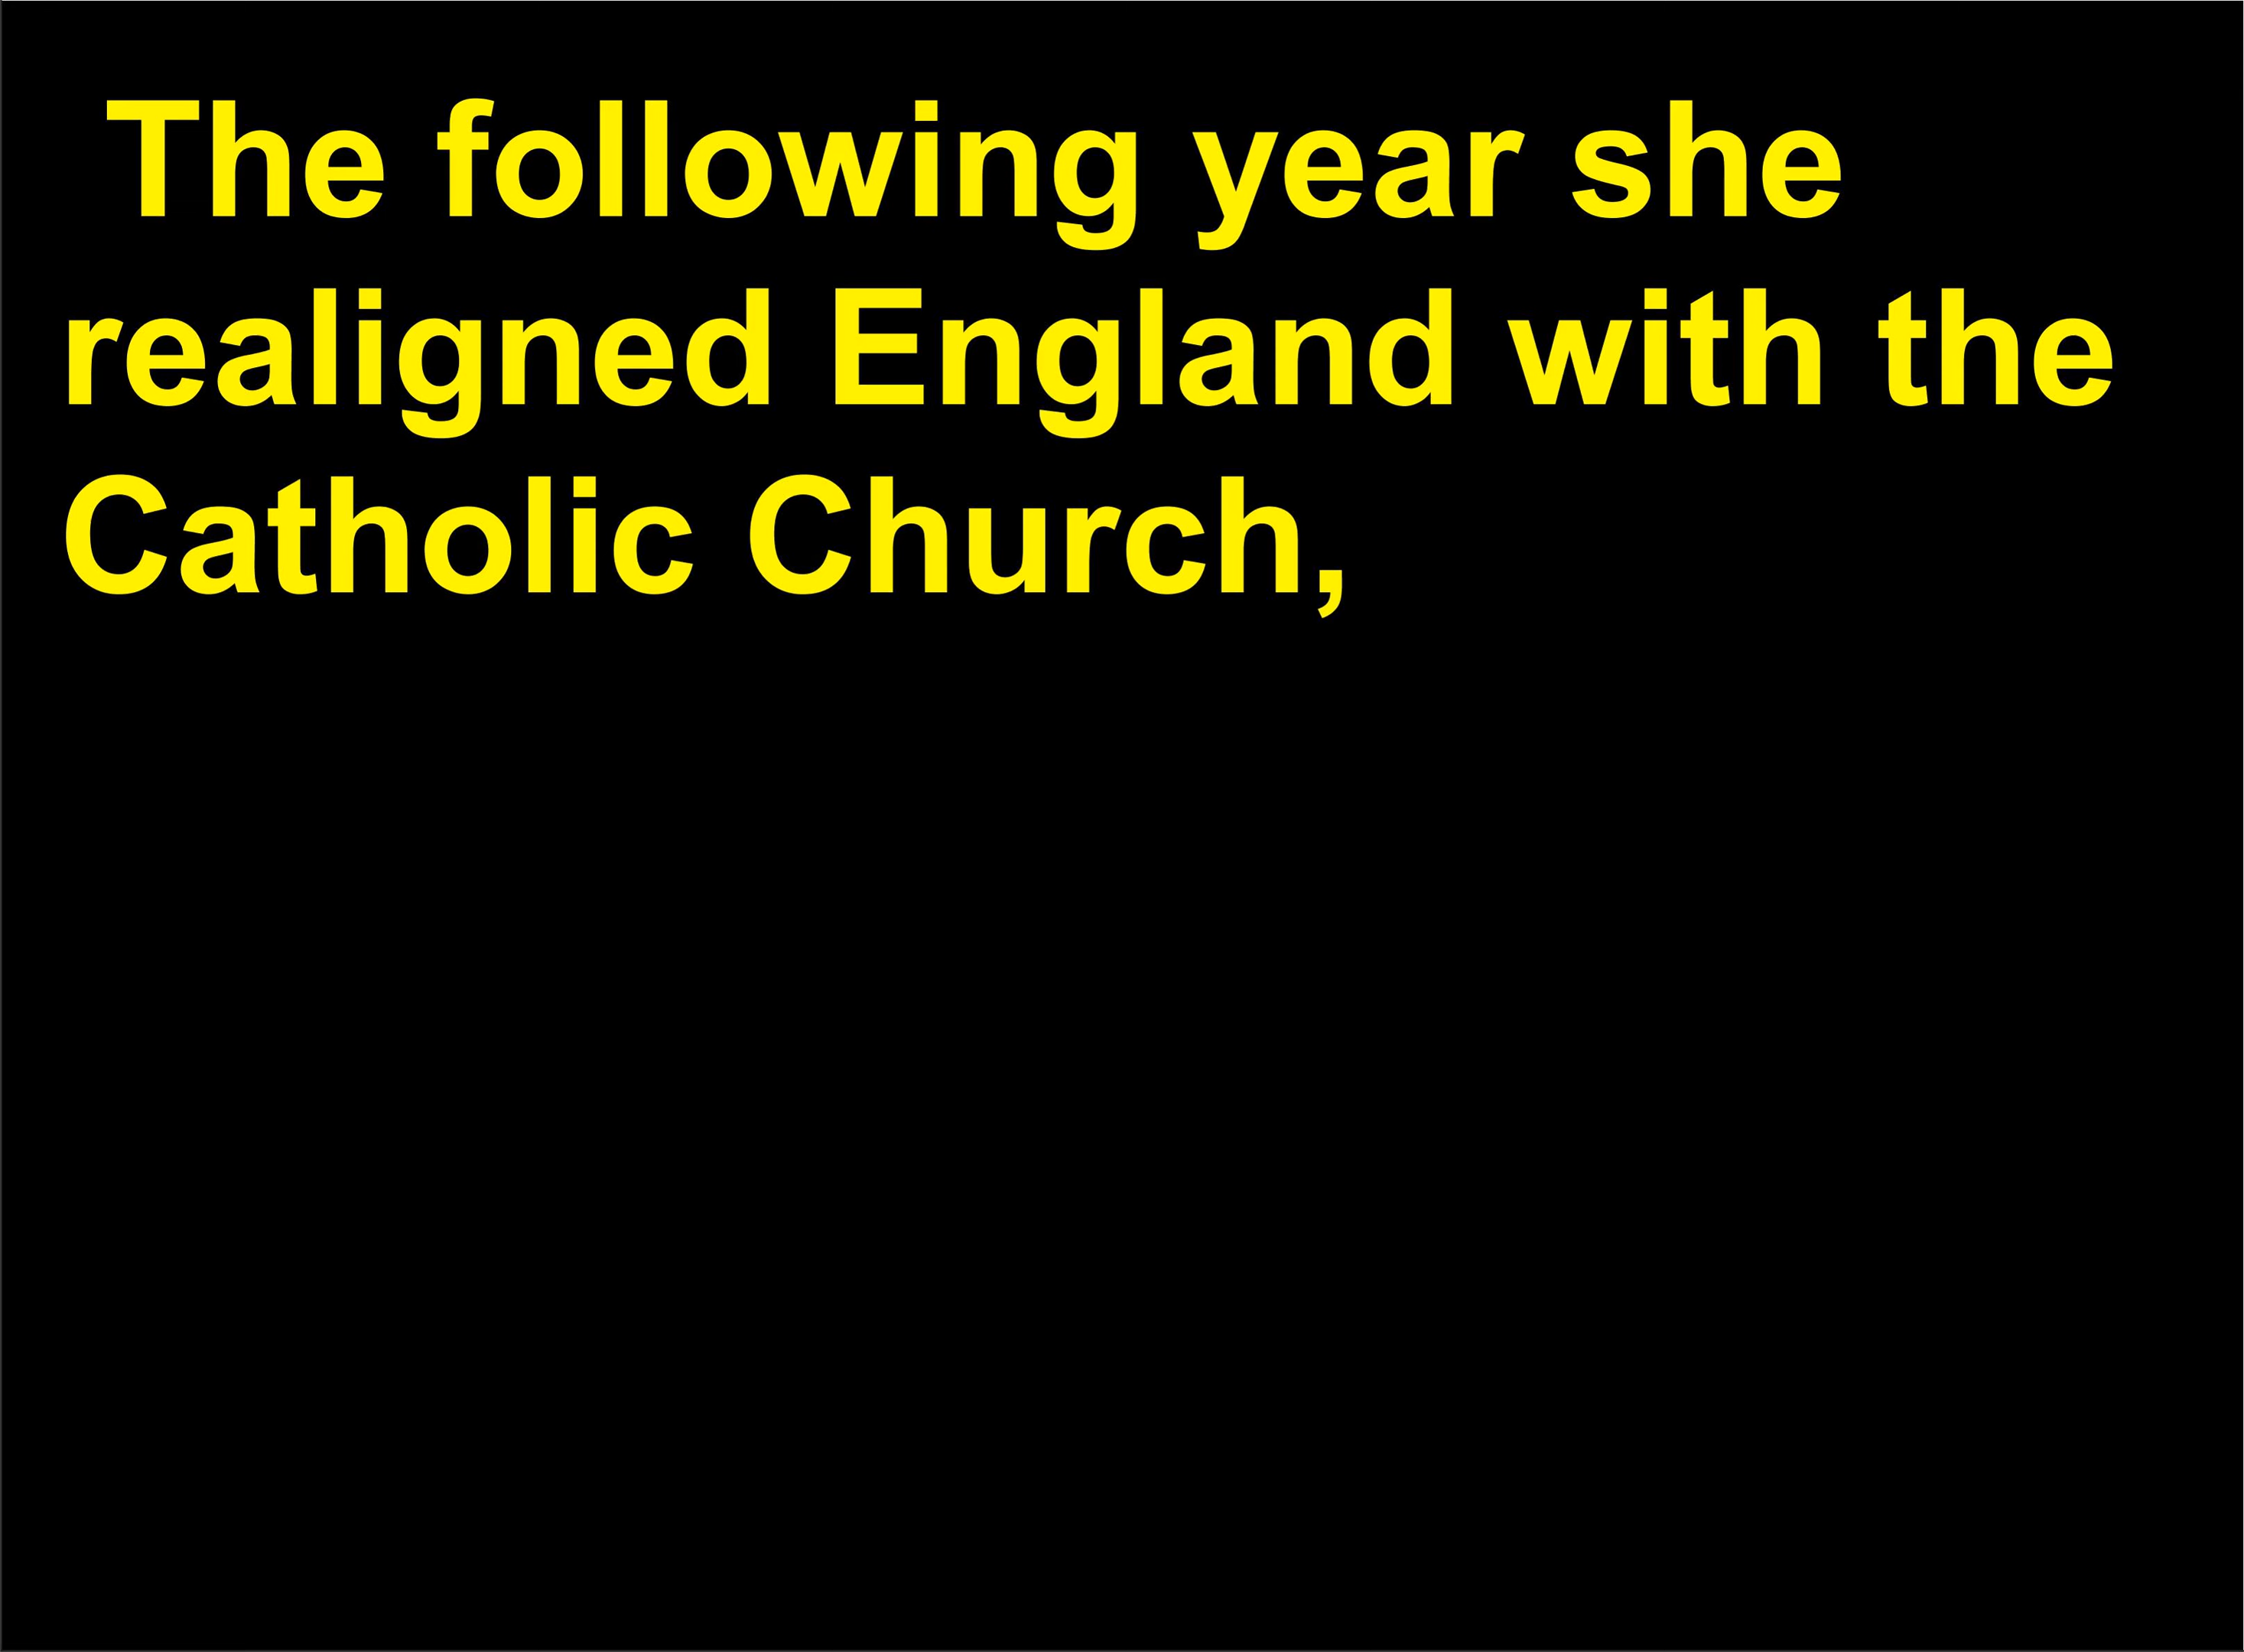 The following year she
realigned England with the
Catholic Church,